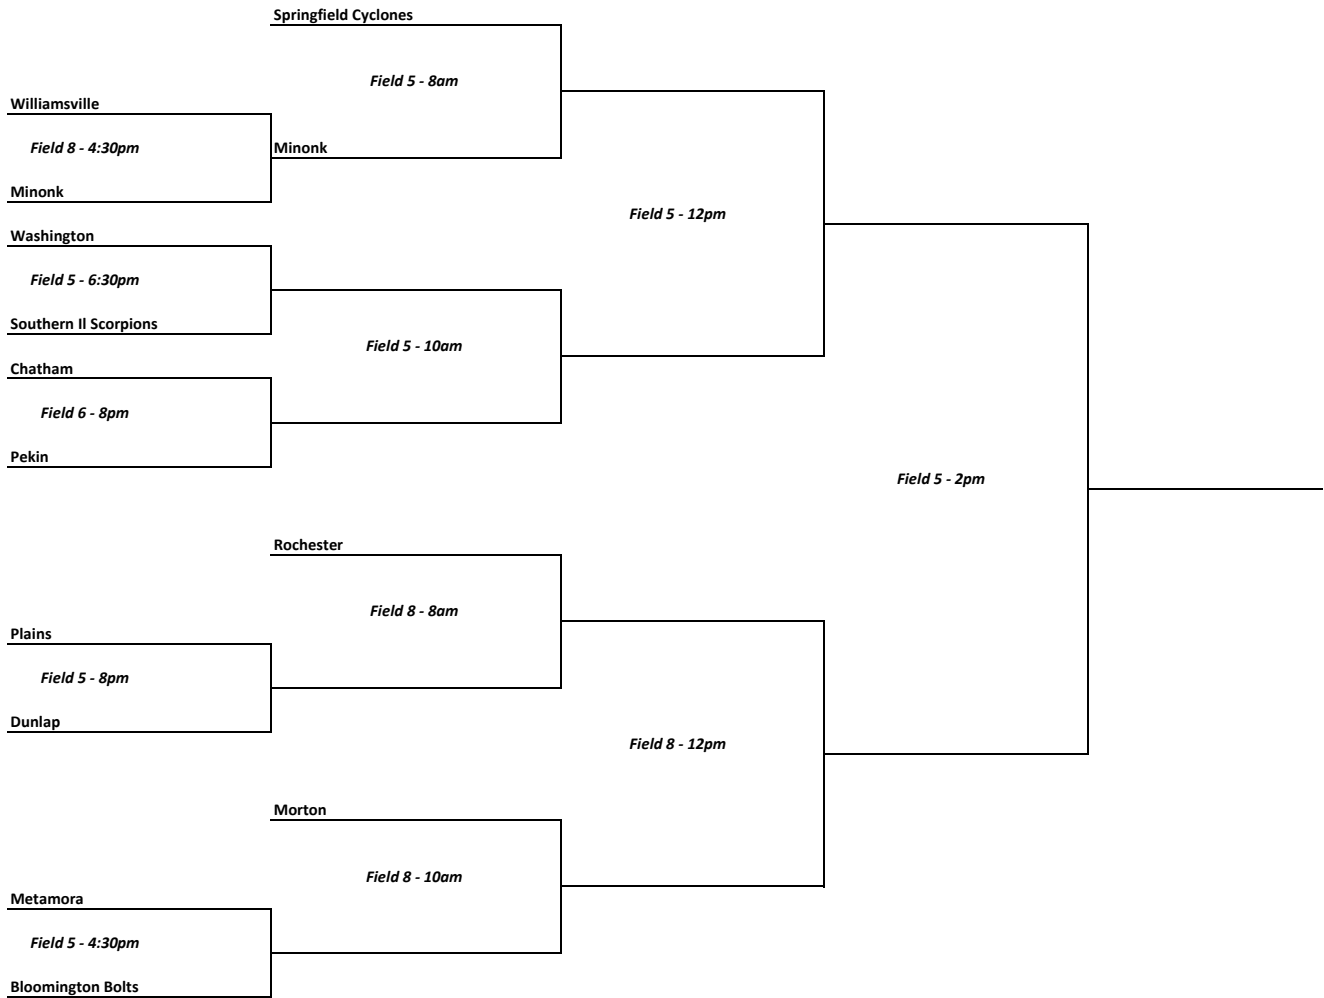 Springfield Cyclones
Field 5 - 8am
Williamsville
Field 8 - 4:30pm
Minonk
Minonk
Washington
Field 5 - 12pm
Field 5 - 6:30pm
Southern Il Scorpions
Field 5 - 10am
Chatham
Field 6 - 8pm
Pekin
Field 5 - 2pm
Rochester
Field 8 - 8am
Plains
Field 5 - 8pm
Dunlap
Field 8 - 12pm
Morton
Field 8 - 10am
Metamora
Field 5 - 4:30pm
Bloomington Bolts